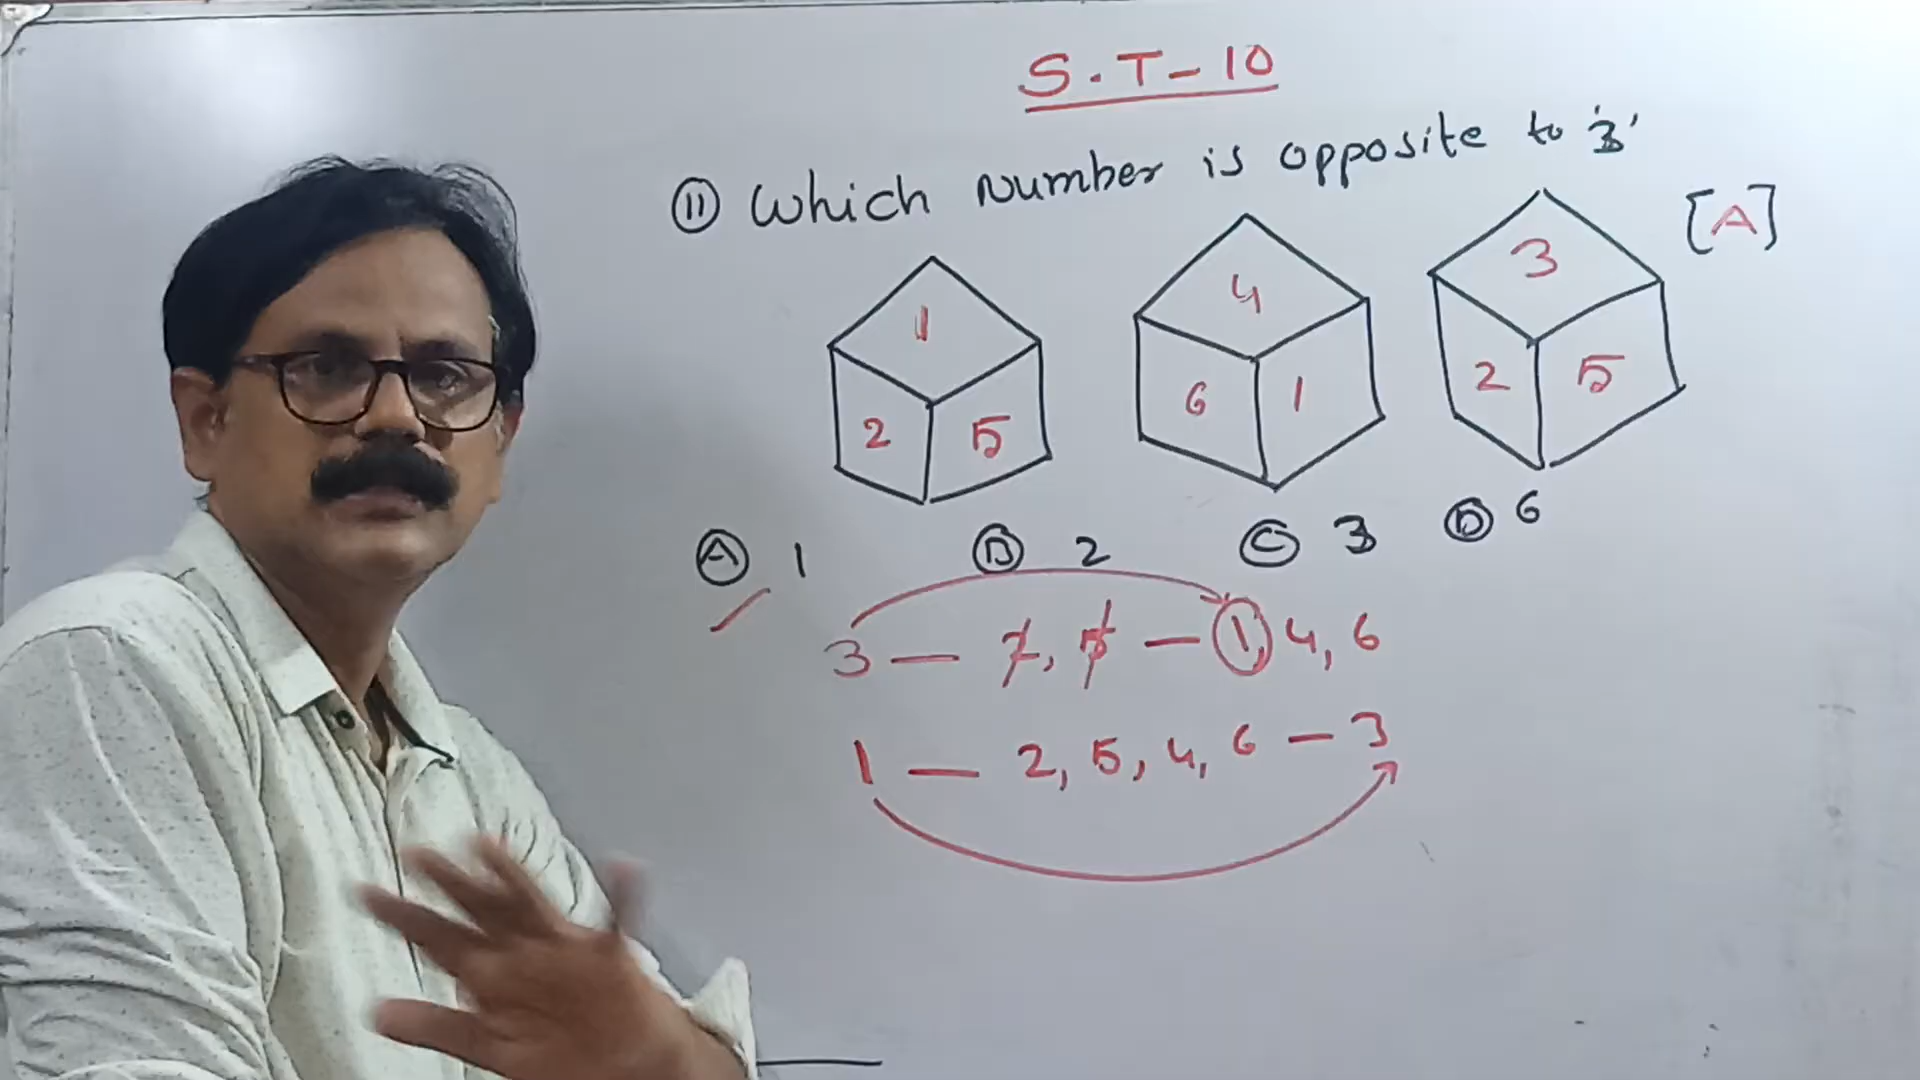 S.T-10
11 Which Number is opposite to '3'
[A]
1
2 5
4
6 1
3
2 5
A 1 B 2 C 3 D 6
3 — 2, 5 — 1, 4, 6
1 — 2, 5, 4, 6 — 3